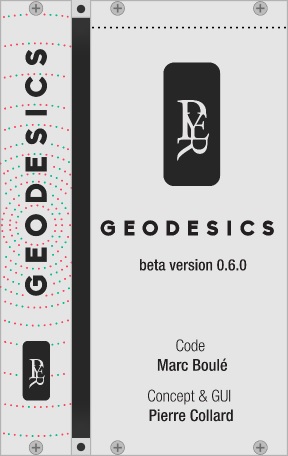 GEODESICS
GEODESICS
beta version 0.6.0
Code
Marc Boulé
Concept & GUI
Pierre Collard